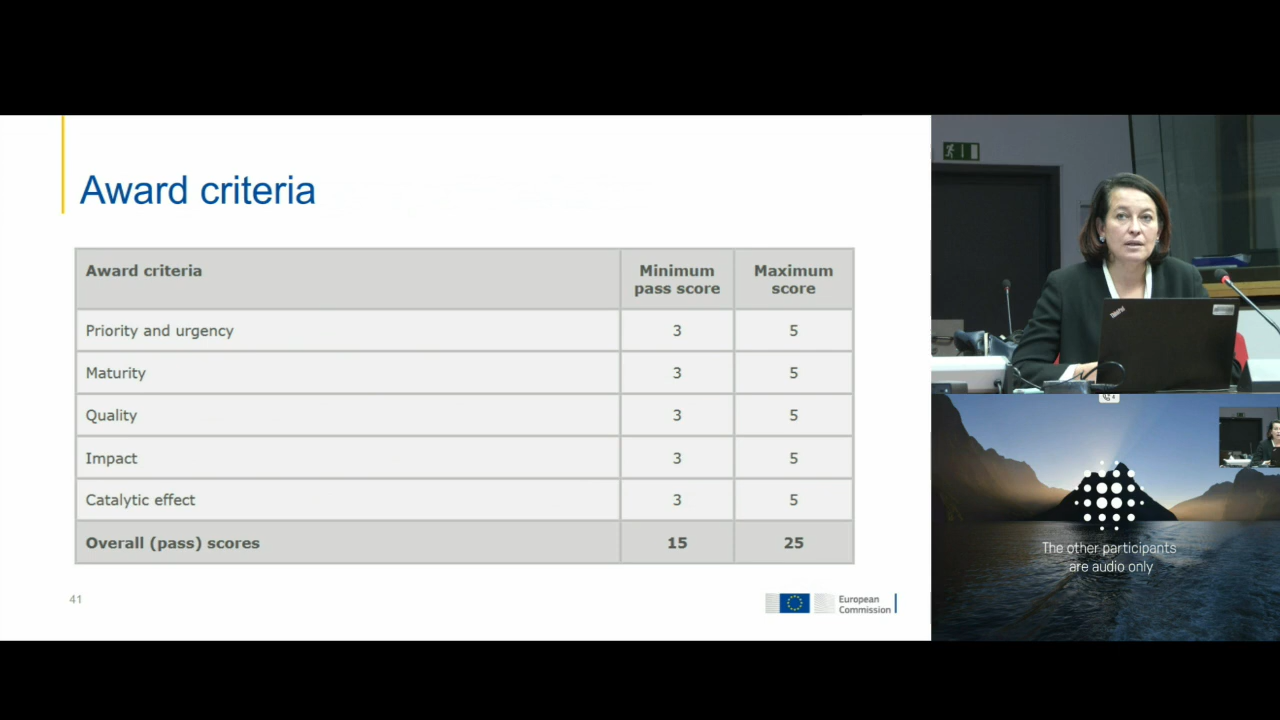 Award criteria
Award criteria Minimum pass score Maximum score
Priority and urgency 3 5
Maturity 3 5
Quality 3 5
Impact 3 5
Catalytic effect 3 5
Overall (pass) scores 15 25
41
European
Commission
ThinkPad
The other participants
are audio only